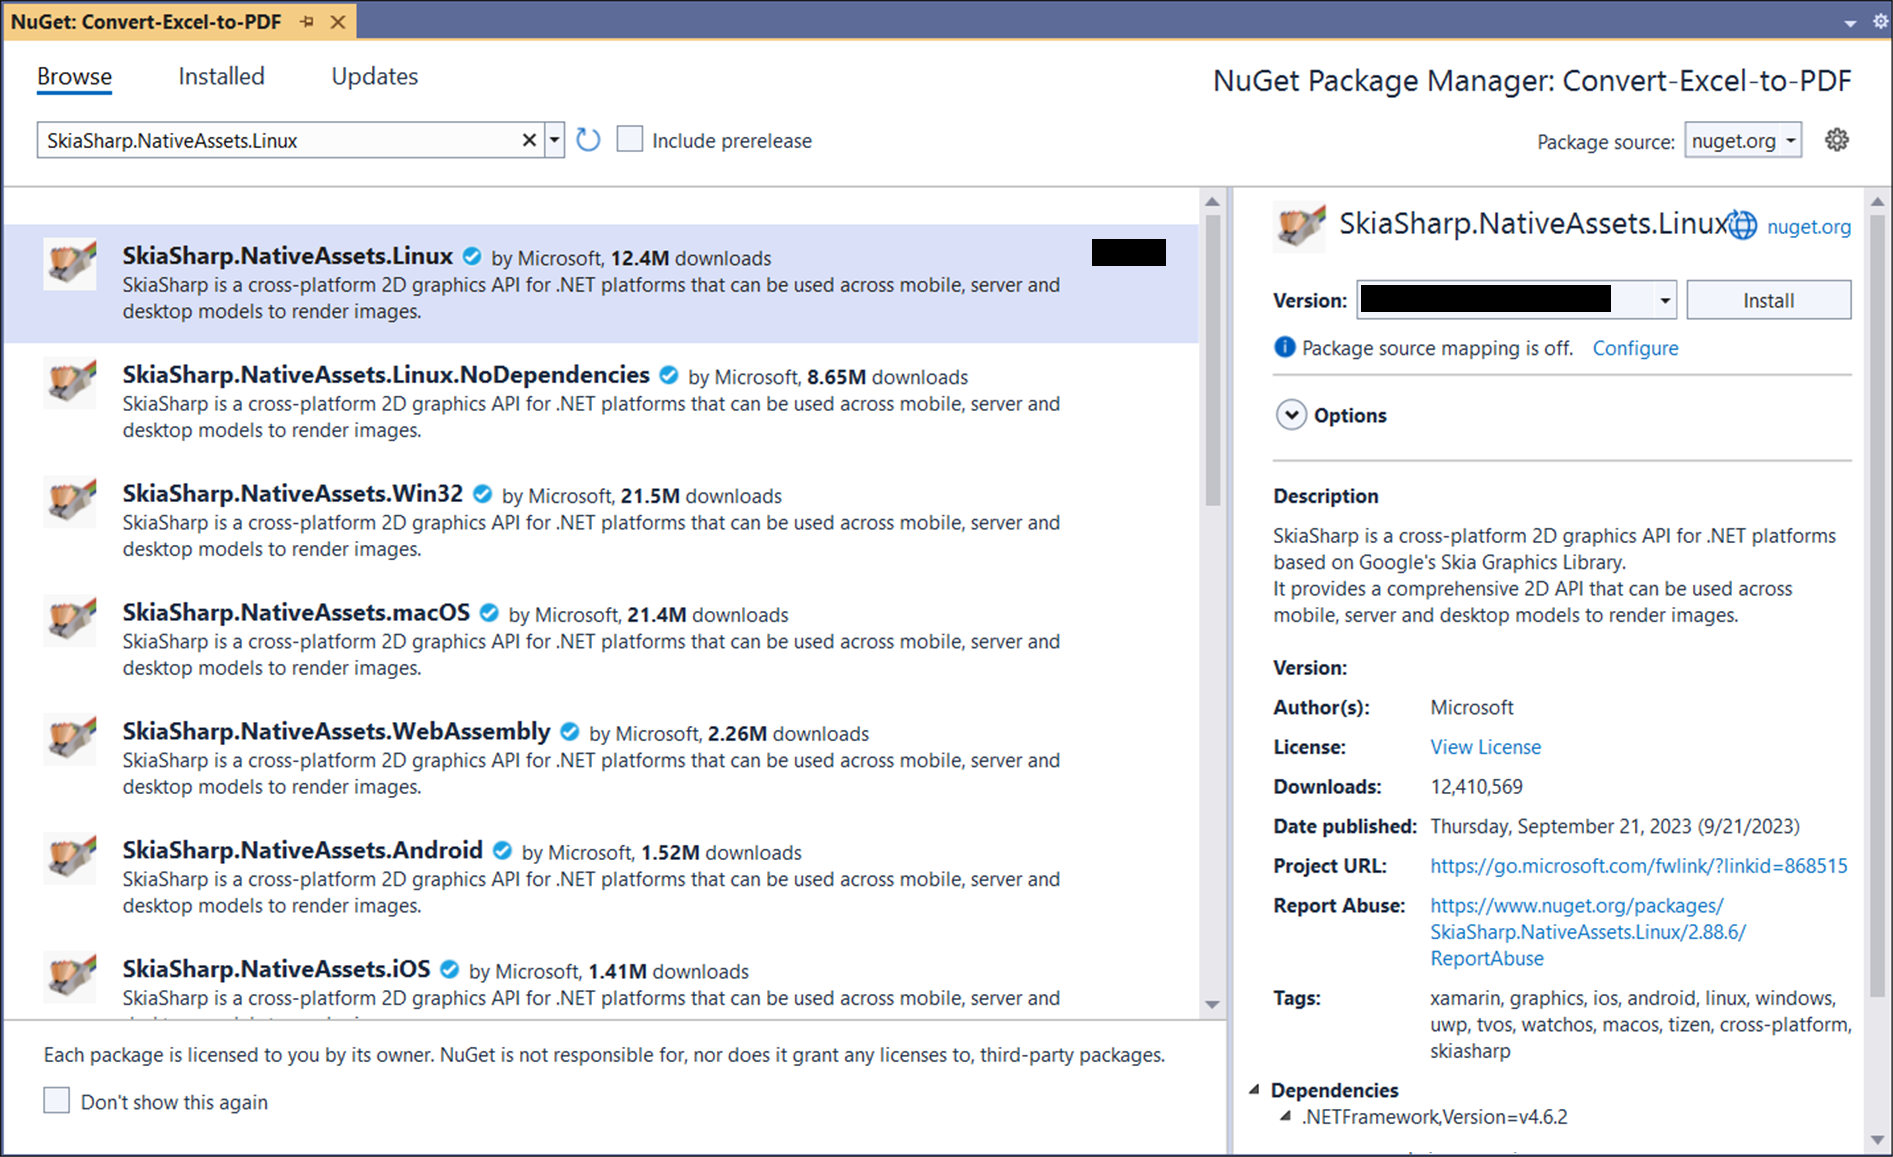 NuGet: Convert-Excel-to-PDF
Browse Installed Updates
NuGet Package Manager: Convert-Excel-to-PDF
SkiaSharp.NativeAssets.Linux
Include prerelease
Package source: nuget.org
SkiaSharp.NativeAssets.Linux by Microsoft, 12.4M downloads
SkiaSharp is a cross-platform 2D graphics API for .NET platforms that can be used across mobile, server and
desktop models to render images.
SkiaSharp.NativeAssets.Linux.NoDependencies by Microsoft, 8.65M downloads
SkiaSharp is a cross-platform 2D graphics API for .NET platforms that can be used across mobile, server and
desktop models to render images.
SkiaSharp.NativeAssets.Win32 by Microsoft, 21.5M downloads
SkiaSharp is a cross-platform 2D graphics API for .NET platforms that can be used across mobile, server and
desktop models to render images.
SkiaSharp.NativeAssets.macOS by Microsoft, 21.4M downloads
SkiaSharp is a cross-platform 2D graphics API for .NET platforms that can be used across mobile, server and
desktop models to render images.
SkiaSharp.NativeAssets.WebAssembly by Microsoft, 2.26M downloads
SkiaSharp is a cross-platform 2D graphics API for .NET platforms that can be used across mobile, server and
desktop models to render images.
SkiaSharp.NativeAssets.Android by Microsoft, 1.52M downloads
SkiaSharp is a cross-platform 2D graphics API for .NET platforms that can be used across mobile, server and
desktop models to render images.
SkiaSharp.NativeAssets.iOS by Microsoft, 1.41M downloads
SkiaSharp is a cross-platform 2D graphics API for .NET platforms that can be used across mobile, server and
Each package is licensed to you by its owner. NuGet is not responsible for, nor does it grant any licenses to, third-party packages.
Don't show this again
SkiaSharp.NativeAssets.Linux nuget.org
Version: Install
Package source mapping is off. Configure
Options
Description
SkiaSharp is a cross-platform 2D graphics API for .NET platforms
based on Google's Skia Graphics Library.
It provides a comprehensive 2D API that can be used across
mobile, server and desktop models to render images.
Version:
Author(s): Microsoft
License: View License
Downloads: 12,410,569
Date published: Thursday, September 21, 2023 (9/21/2023)
Project URL: https://go.microsoft.com/fwlink/?linkid=868515
Report Abuse: https://www.nuget.org/packages/
SkiaSharp.NativeAssets.Linux/2.88.6/
ReportAbuse
Tags: xamarin, graphics, ios, android, linux, windows,
uwp, tvos, watchos, macos, tizen, cross-platform,
skiasharp
Dependencies
.NETFramework,Version=v4.6.2